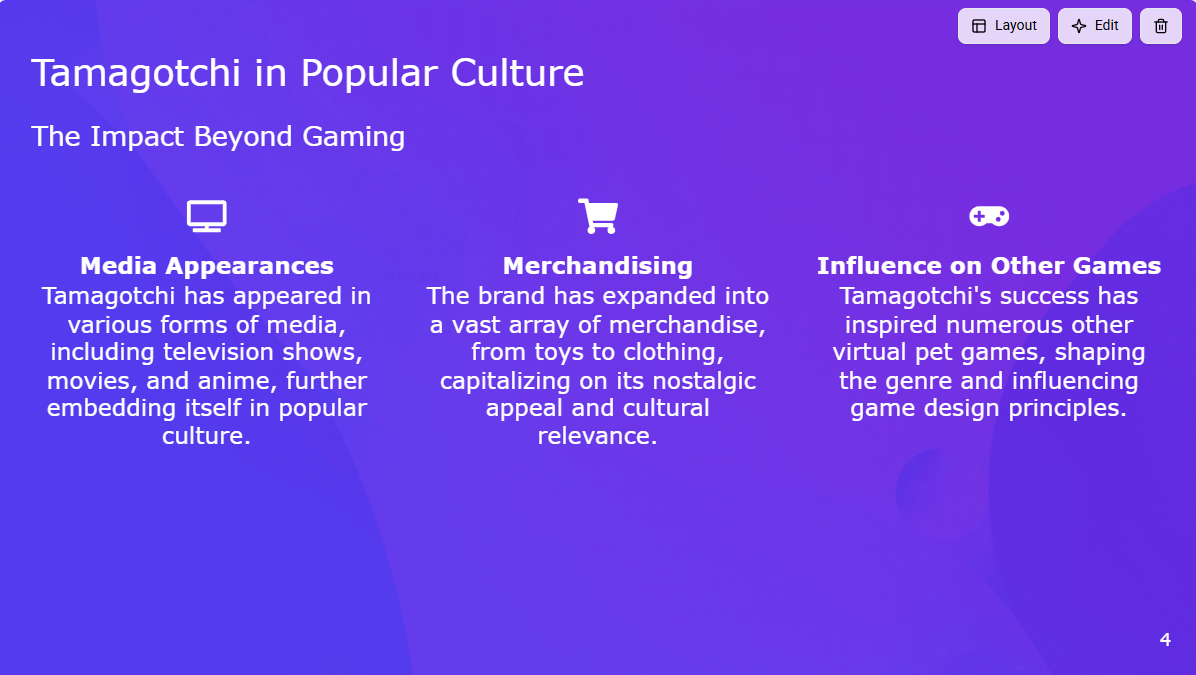 Layout
Edit
Tamagotchi in Popular Culture
The Impact Beyond Gaming
Media Appearances
Tamagotchi has appeared in
various forms of media,
including television shows,
movies, and anime, further
embedding itself in popular
culture.
Merchandising
The brand has expanded into
a vast array of merchandise,
from toys to clothing,
capitalizing on its nostalgic
appeal and cultural
relevance.
Influence on Other Games
Tamagotchi's success has
inspired numerous other
virtual pet games, shaping
the genre and influencing
game design principles.
4